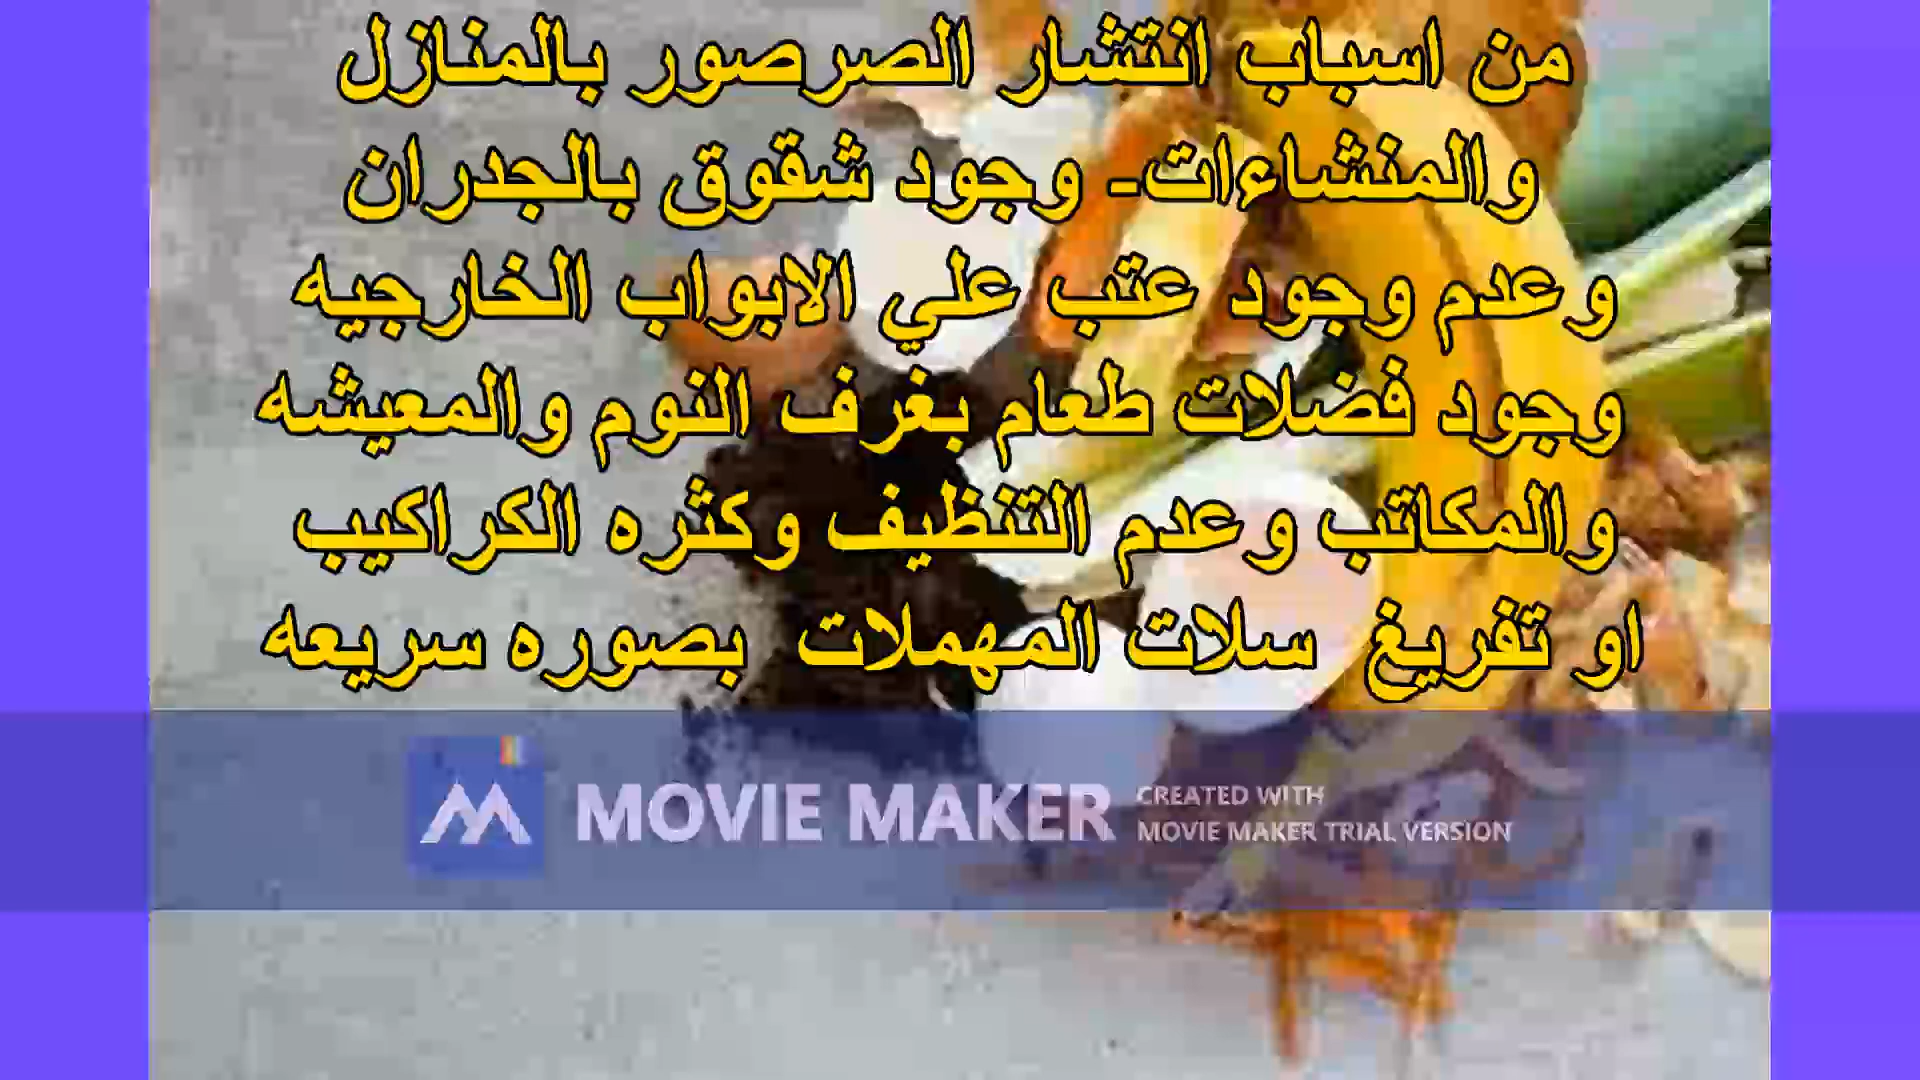 من اسباب انتشار الصرصور بالمنازل
والمنشاءات- وجود شقوق بالجدران
وعدم وجود عتب علي الابواب الخارجيه
وجود فضلات طعام بغرف النوم والمعيشه
والمكاتب وعدم التنظيف وكثره الكراكيب
او تفريغ سلات المهملات بصوره سريعه
MOVIE MAKER
CREATED WITH
MOVIE MAKER TRIAL VERSION